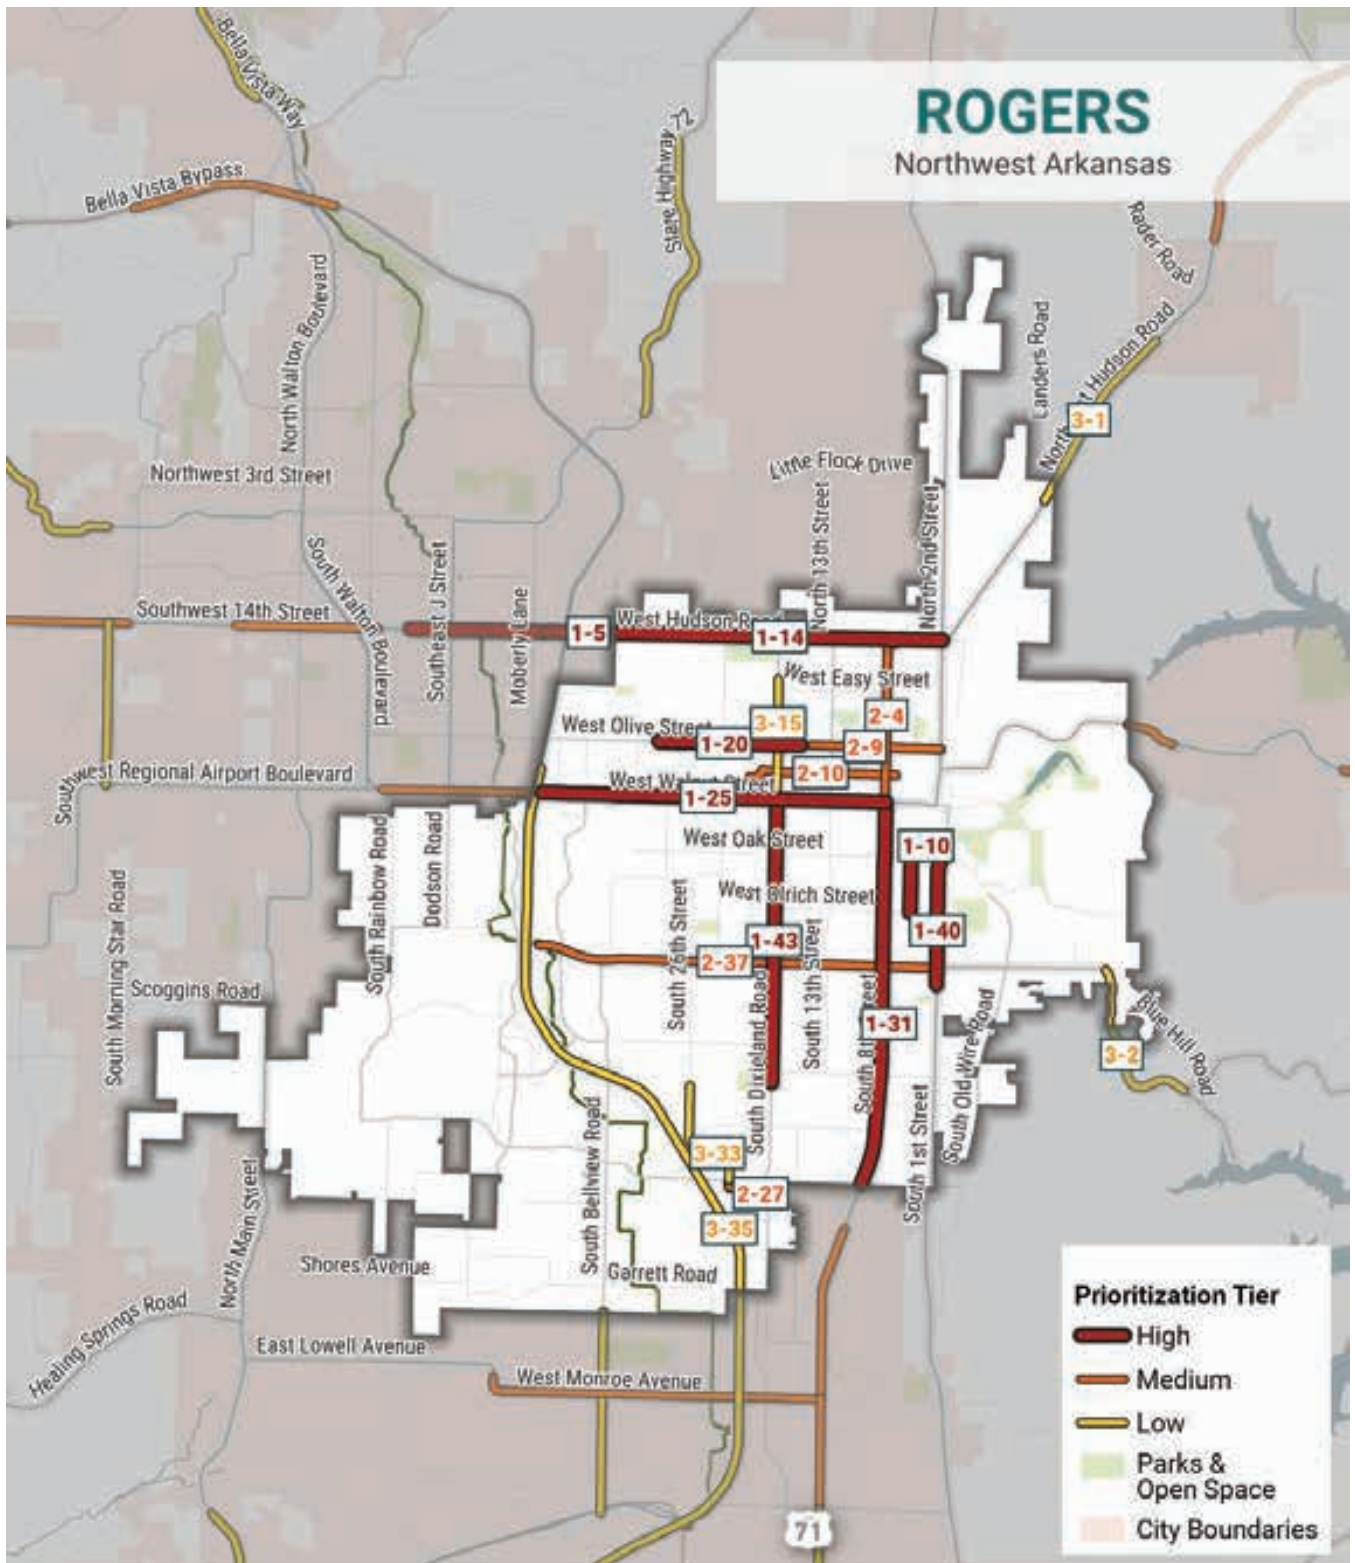 ROGERS
Northwest Arkansas
Bella Vista Way
State Highway 72
Bella Vista Bypass
Rader Road
North Walton Boulevard
Landers Road
Hudson Road
3-1
Little Flock Drive
Northwest 3rd Street
North 13th Street
North 2nd Street
South Walton Boulevard
Southeast J Street
Moberly Lane
Southwest 14th Street
West Hudson Road
1-5
1-14
West Easy Street
West Olive Street
3-15
2-4
1-20
2-9
Southwest Regional Airport Boulevard
West Walnut Street
2-10
1-25
West Oak Street
1-10
South Rainbow Road
Dodson Road
South Morning Star Road
South 26th Street
West Olrich Street
1-43
1-40
2-37
South 13th Street
Scoggins Road
South Dixieland Road
South 8th Street
1-31
South Old Wire Road
Blue Hill Road
3-2
South 1st Street
South Bellview Road
3-33
2-27
3-35
North Main Street
Shores Avenue
Garrett Road
Healing Springs Road
East Lowell Avenue
West Monroe Avenue
71
Prioritization Tier
High
Medium
Low
Parks &
Open Space
City Boundaries